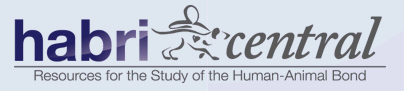 habri central
Resources for the Study of the Human-Animal Bond